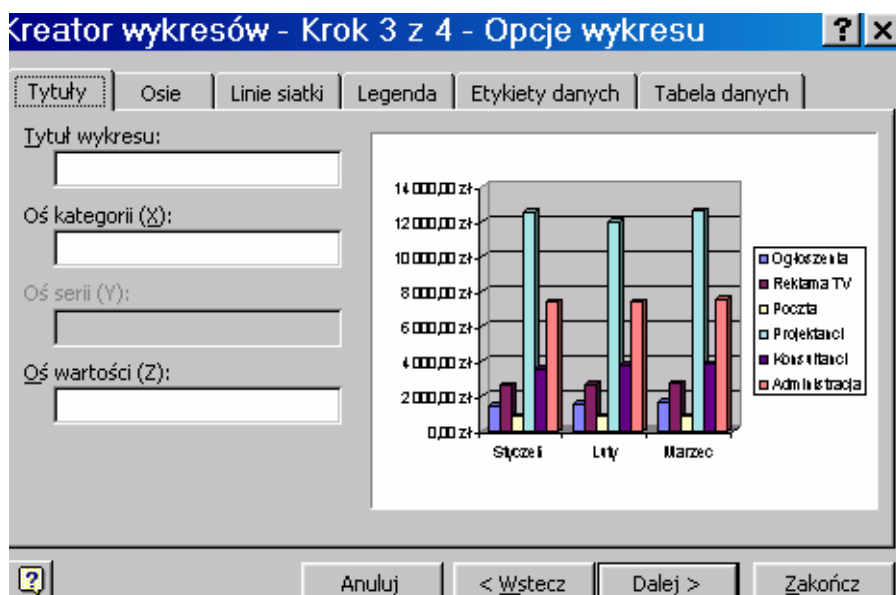 Kreator wykresów - Krok 3 z 4 - Opcje wykresu
Tytuły Osie Linie siatki Legenda Etykiety danych Tabela danych
Tytuł wykresu:
Oś kategorii (X):
Oś serii (Y):
Oś wartości (Z):
14 000,00 zł
12 000,00 zł
10 000,00 zł
8 000,00 zł
6 000,00 zł
4 000,00 zł
2 000,00 zł
0,00 zł
Styczeń Luty Marzec
Ogłoszenia
Reklama TV
Poczta
Projektanci
Konsultanci
Administracja
Anuluj < Wstecz Dalej > Zakończ